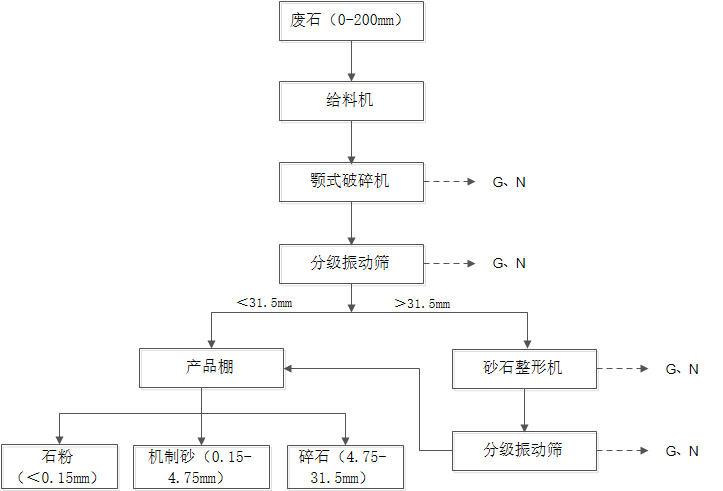 废石（0-200mm）
给料机
颚式破碎机
G、N
分级振动筛
G、N
＜31.5mm
＞31.5mm
产品棚
砂石整形机
G、N
石粉
（＜0.15mm）
机制砂（0.15-
4.75mm）
碎石（4.75-
31.5mm）
分级振动筛
G、N